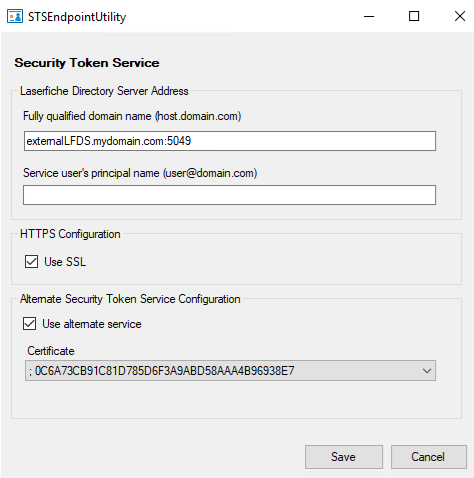 STSEndpointUtility
Security Token Service
Laserfiche Directory Server Address
Fully qualified domain name (host.domain.com)
externalLFDS.mydomain.com:5049
Service user's principal name (user@domain.com)
HTTPS Configuration
Use SSL
Alternate Security Token Service Configuration
Use alternate service
Certificate
; 0C6A73CB91C81D785D6F3A9ABD58AAA4B96938E7
Save Cancel